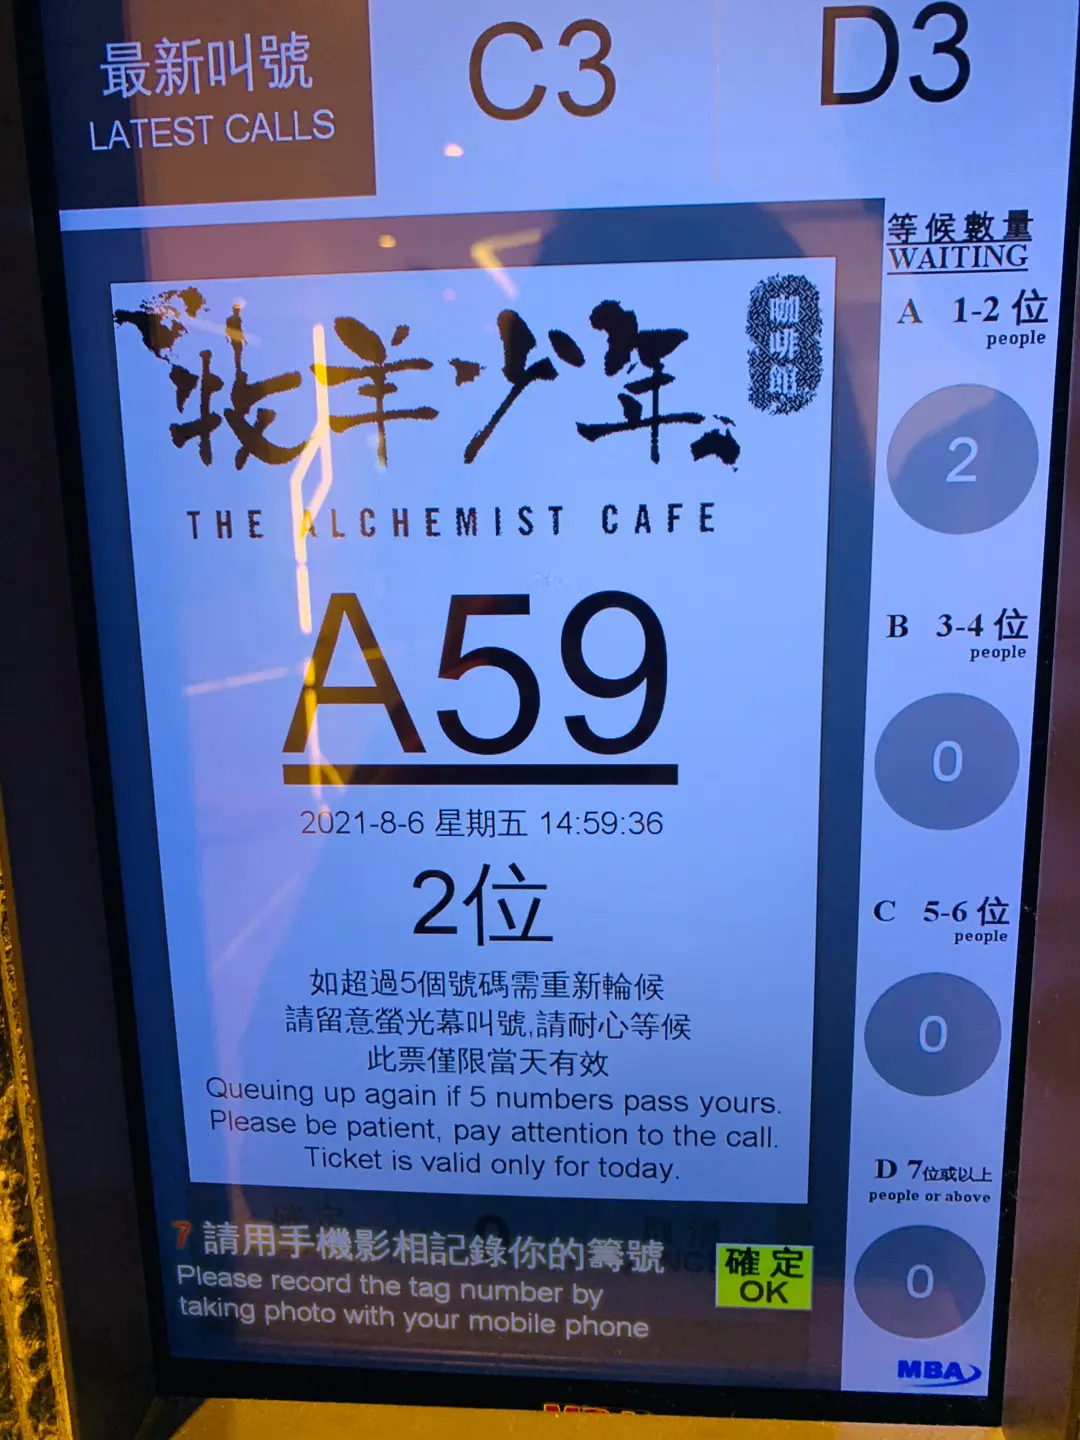 最新叫號
LATEST CALLS
C3
D3
牧羊少年
咖啡館
THE ALCHEMIST CAFE
A59
2021-8-6 星期五 14:59:36
2位
如超過5個號碼需重新輪候
請留意螢光幕叫號,請耐心等候
此票僅限當天有效
Queuing up again if 5 numbers pass yours.
Please be patient, pay attention to the call.
Ticket is valid only for today.
7 請用手機影相記錄你的籌號
Please record the tag number by
taking photo with your mobile phone
確定
OK
等候數量
WAITING
A 1-2 位
people
2
B 3-4 位
people
0
C 5-6 位
people
0
D 7位或以上
people or above
0
MBA